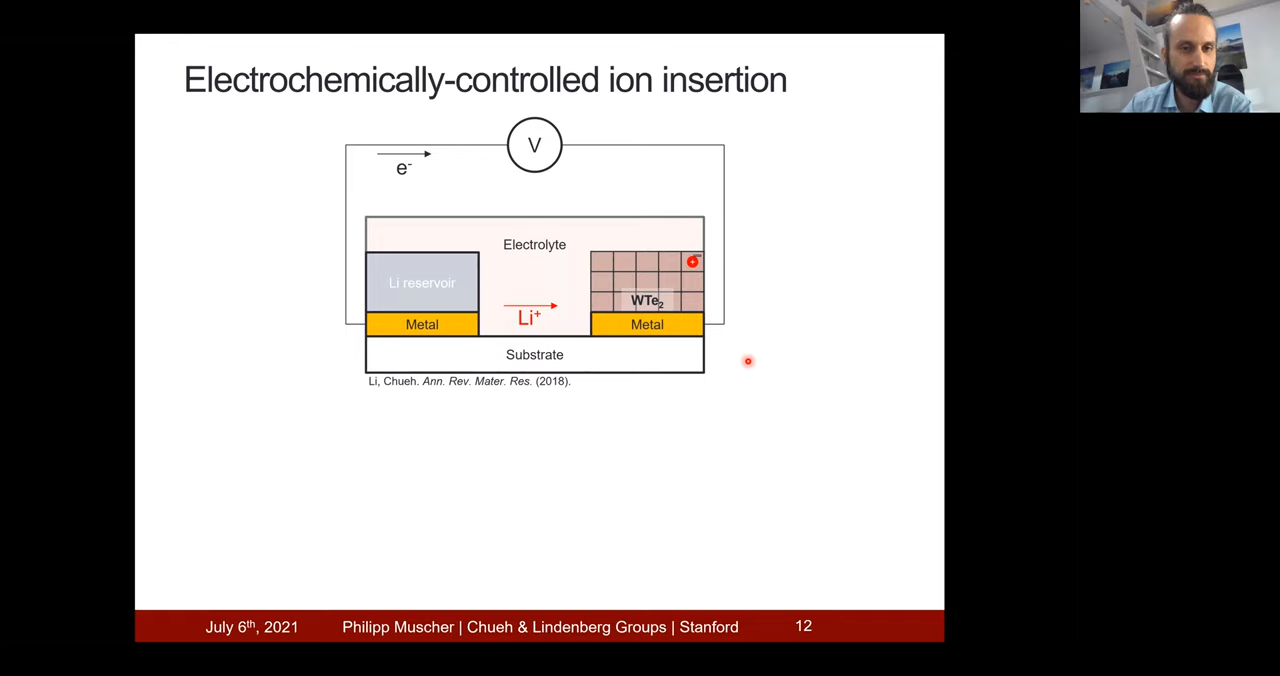 Electrochemically-controlled ion insertion
V
e⁻
Electrolyte
Li reservoir
WTe₂
Li⁺
Metal
Metal
Substrate
Li, Chueh. Ann. Rev. Mater. Res. (2018).
July 6ᵗʰ, 2021 Philipp Muscher | Chueh & Lindenberg Groups | Stanford 12